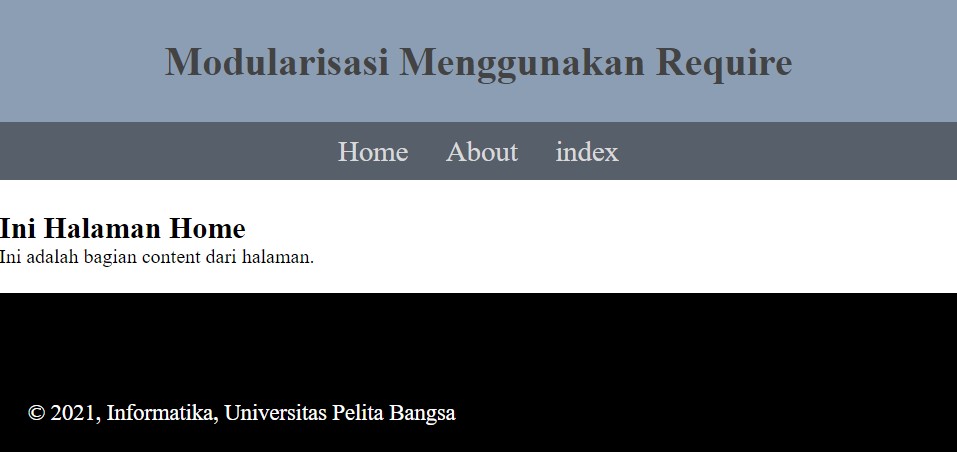 Modularisasi Menggunakan Require
Home About index
Ini Halaman Home
Ini adalah bagian content dari halaman.
© 2021, Informatika, Universitas Pelita Bangsa